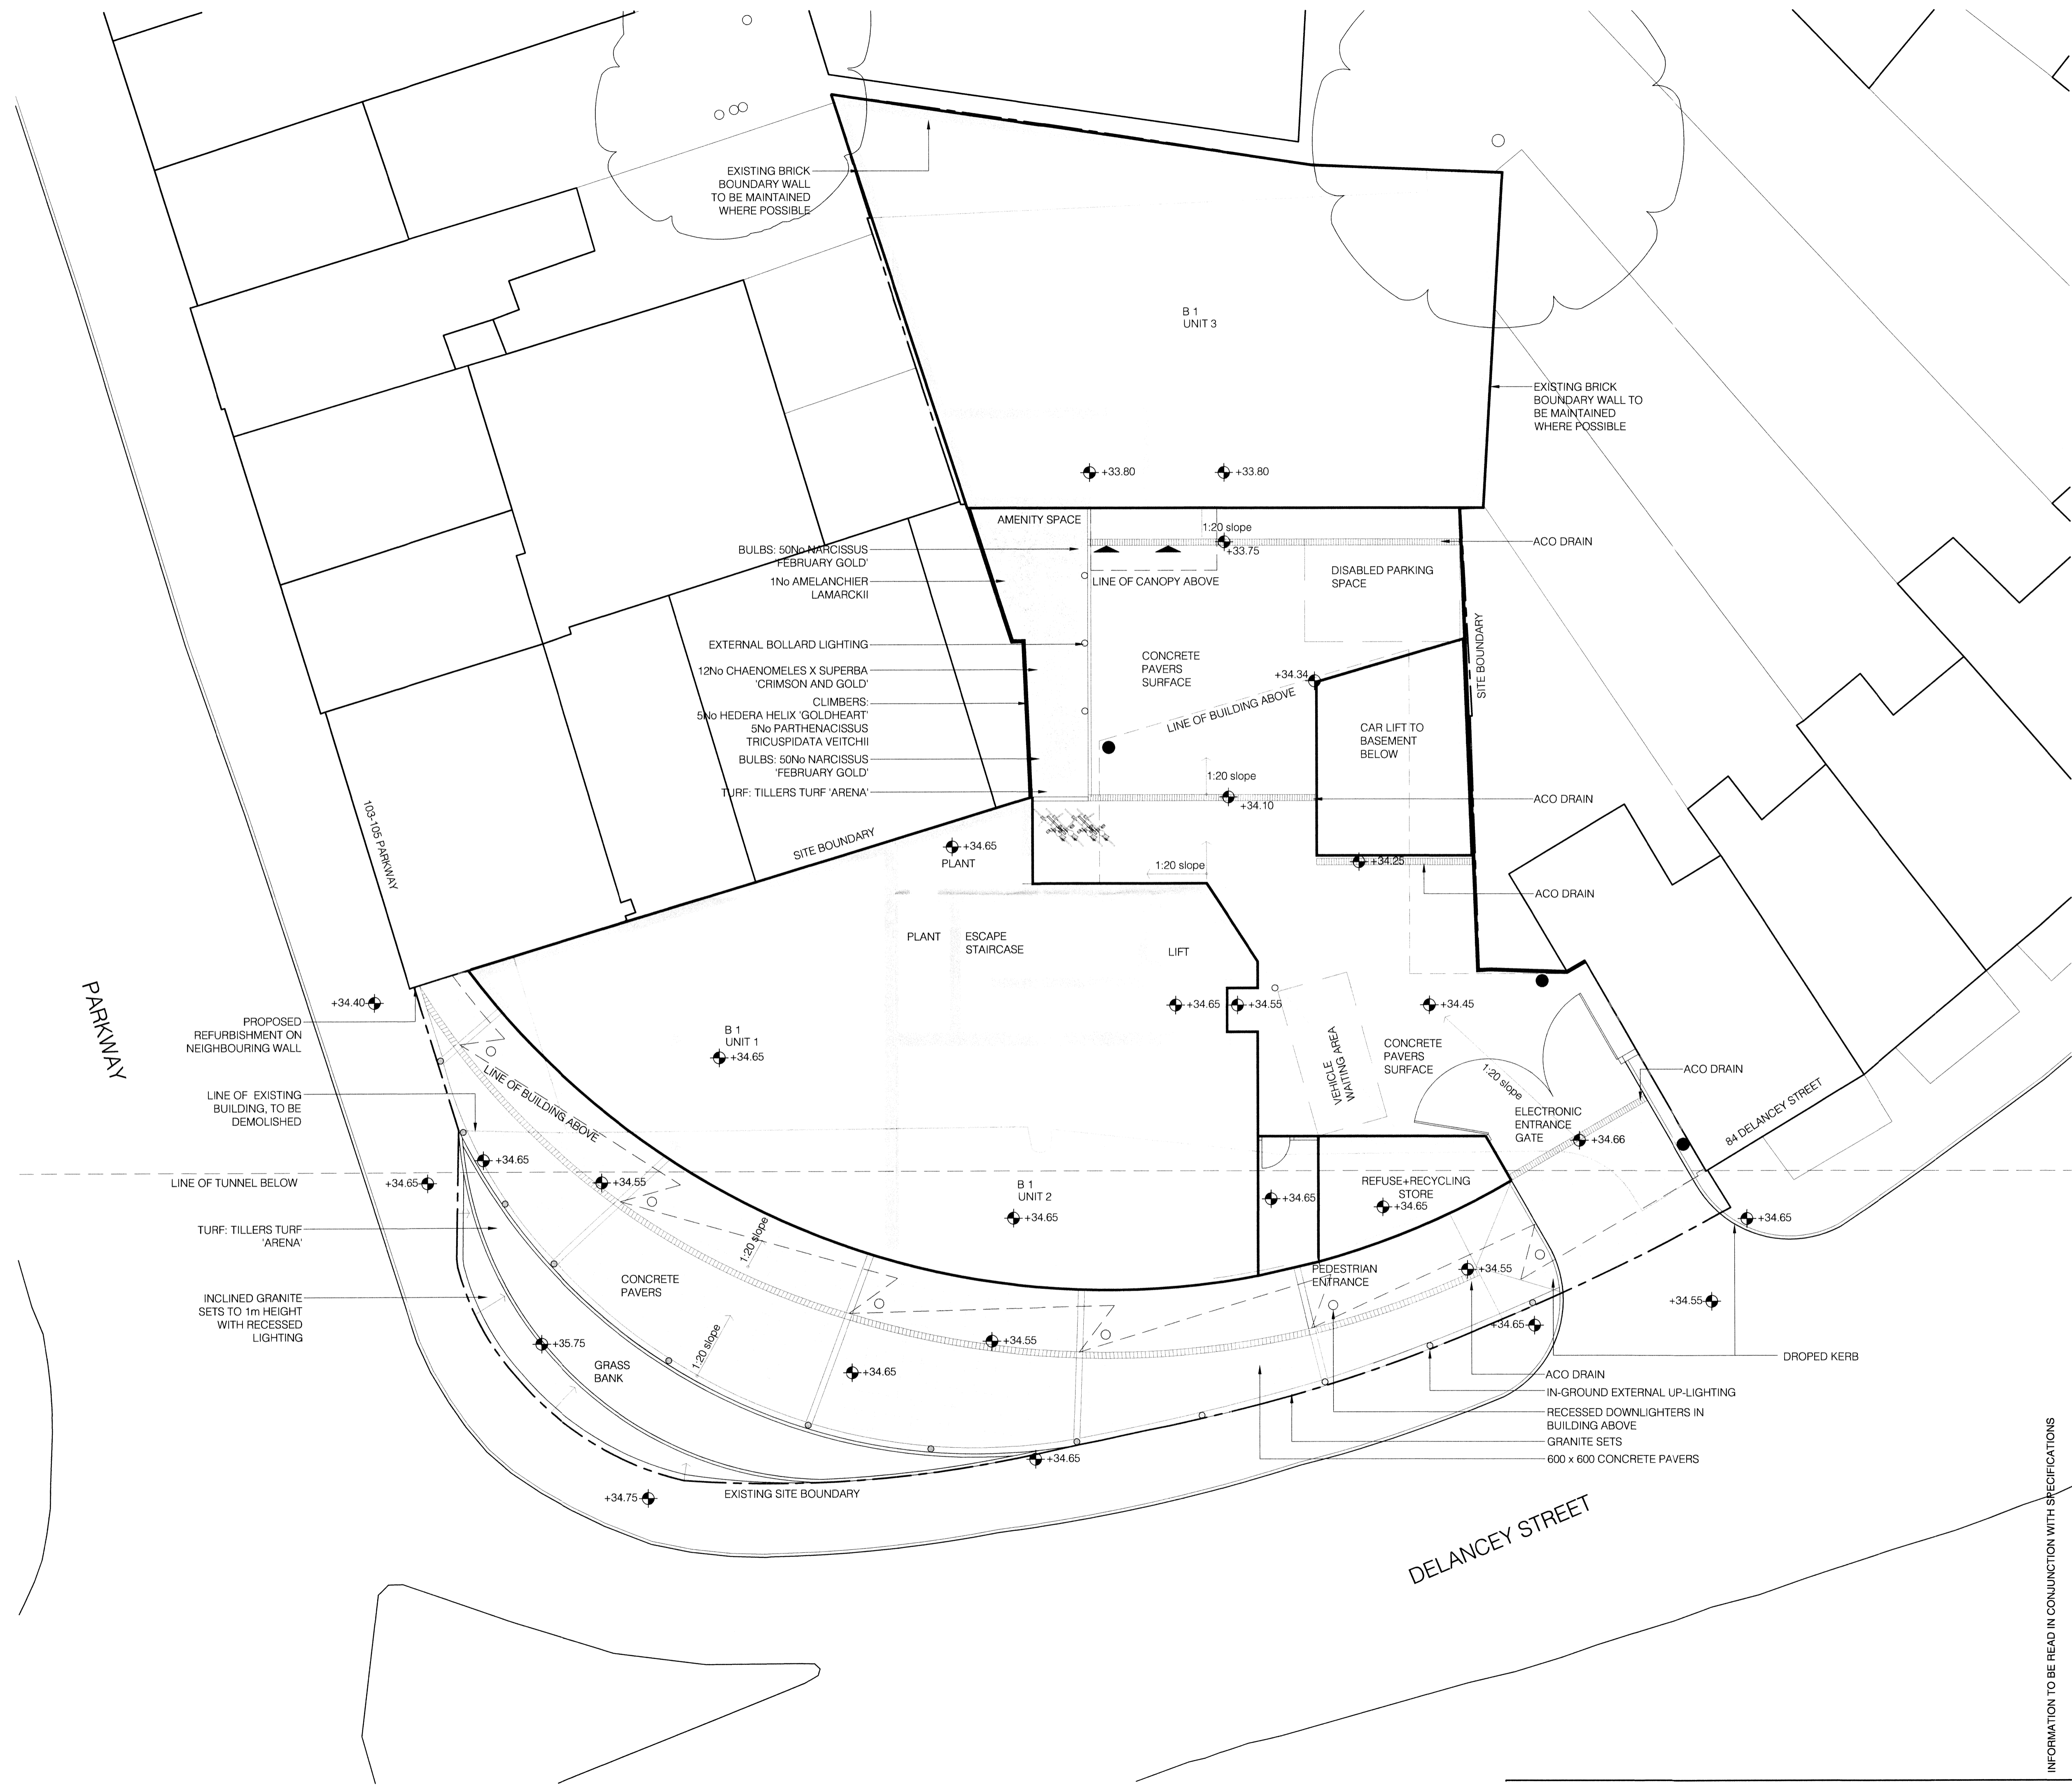 EXISTING BRICK
BOUNDARY WALL
TO BE MAINTAINED
WHERE POSSIBLE
B 1
UNIT 3
EXISTING BRICK
BOUNDARY WALL TO
BE MAINTAINED
WHERE POSSIBLE
+33.80
+33.80
AMENITY SPACE
1:20 slope
+33.75
ACO DRAIN
BULBS: 50No NARCISSUS
'FEBRUARY GOLD'
1No AMELANCHIER
LAMARCKII
LINE OF CANOPY ABOVE
DISABLED PARKING
SPACE
EXTERNAL BOLLARD LIGHTING
12No CHAENOMELES X SUPERBA
'CRIMSON AND GOLD'
CLIMBERS:
5No HEDERA HELIX 'GOLDHEART'
5No PARTHENACISSUS
TRICUSPIDATA VEITCHII
BULBS: 50No NARCISSUS
'FEBRUARY GOLD'
TURF: TILLERS TURF 'ARENA'
CONCRETE
PAVERS
SURFACE
+34.34
LINE OF BUILDING ABOVE
SITE BOUNDARY
CAR LIFT TO
BASEMENT
BELOW
1:20 slope
+34.10
ACO DRAIN
103-105 PARKWAY
SITE BOUNDARY
+34.65
PLANT
1:20 slope
+34.25
ACO DRAIN
PLANT
ESCAPE
STAIRCASE
LIFT
PARKWAY
+34.40
PROPOSED
REFURBISHMENT ON
NEIGHBOURING WALL
B 1
UNIT 1
+34.65
+34.65
+34.55
+34.45
VEHICLE AREA
WAITING AREA
CONCRETE
PAVERS
SURFACE
1:20 slope
ACO DRAIN
LINE OF BUILDING ABOVE
LINE OF EXISTING
BUILDING, TO BE
DEMOLISHED
ELECTRONIC
ENTRANCE
GATE
+34.66
84 DELANCEY STREET
+34.65
LINE OF TUNNEL BELOW
+34.65
+34.55
B 1
UNIT 2
+34.65
+34.65
REFUSE+RECYCLING
STORE
+34.65
+34.65
TURF: TILLERS TURF
'ARENA'
1:20 slope
CONCRETE
PAVERS
PEDESTRIAN
ENTRANCE
+34.55
+34.55
INCLINED GRANITE
SETS TO 1m HEIGHT
WITH RECESSED
LIGHTING
+35.75
1:20 slope
+34.55
+34.65
GRASS
BANK
+34.65
DROPED KERB
ACO DRAIN
IN-GROUND EXTERNAL UP-LIGHTING
RECESSED DOWNLIGHTERS IN
BUILDING ABOVE
GRANITE SETS
600 x 600 CONCRETE PAVERS
+34.65
+34.75
EXISTING SITE BOUNDARY
DELANCEY STREET
INFORMATION TO BE READ IN CONJUNCTION WITH SPECIFICATIONS